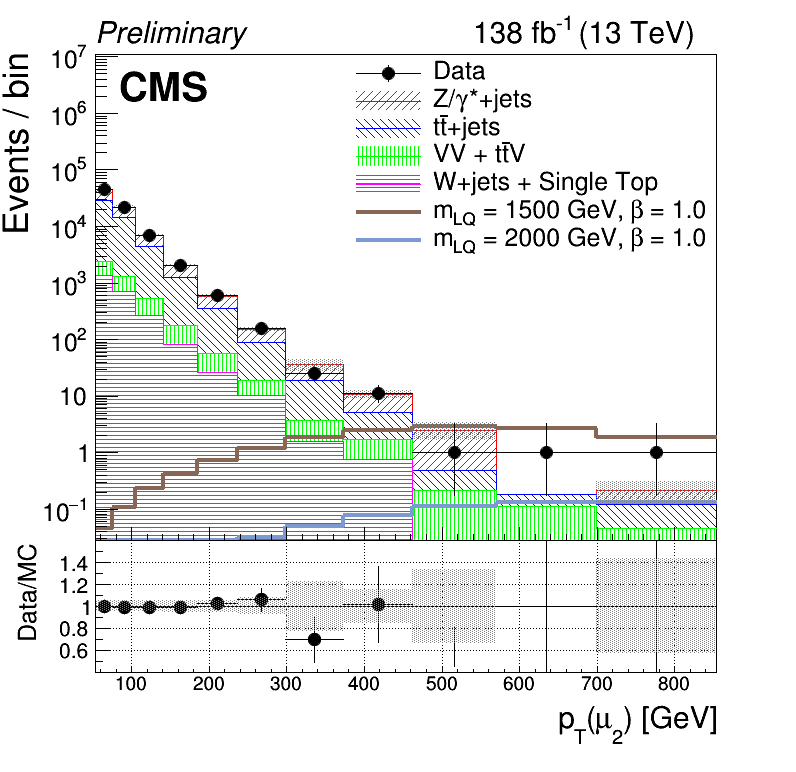 Preliminary 138 fb⁻¹ (13 TeV)
CMS
Events / bin
10⁷
10⁶
10⁵
10⁴
10³
10²
10
1
10⁻¹
Data
Z/γ*+jets
tt̄+jets
VV + tt̄V
W+jets + Single Top
m_LQ = 1500 GeV, β = 1.0
m_LQ = 2000 GeV, β = 1.0
Data/MC
1.4
1.2
1
0.8
0.6
100 200 300 400 500 600 700 800
p_T(μ₂) [GeV]